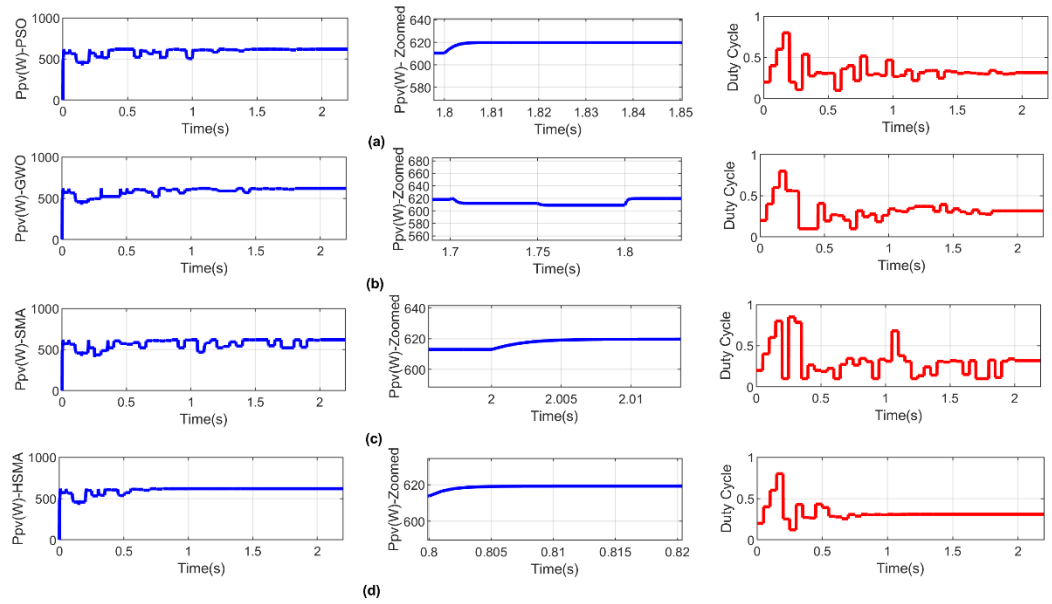 Ppv(W)-PSO
1000
500
0
0 0.5 1 1.5 2
Time(s)
Ppv(W)- Zoomed
640
620
600
580
1.8 1.81 1.82 1.83 1.84 1.85
Time(s)
Duty Cycle
1
0.5
0
0 0.5 1 1.5 2
Time(s)
(a)
Ppv(W)-GWO
1000
500
0
0 0.5 1 1.5 2
Time(s)
Ppv(W)-Zoomed
680
660
640
620
600
580
560
1.7 1.75 1.8
Time(s)
Duty Cycle
1
0.5
0
0 0.5 1 1.5 2
Time(s)
(b)
Ppv(W)-SMA
1000
500
0
0 0.5 1 1.5 2
Time(s)
Ppv(W)-Zoomed
640
620
600
2 2.005 2.01
Time(s)
Duty Cycle
1
0.5
0
0 0.5 1 1.5 2
Time(s)
(c)
Ppv(W)-HSMA
1000
500
0
0 0.5 1 1.5 2
Time(s)
Ppv(W)-Zoomed
620
600
0.8 0.805 0.81 0.815 0.82
Time(s)
Duty Cycle
1
0.5
0
0 0.5 1 1.5 2
Time(s)
(d)